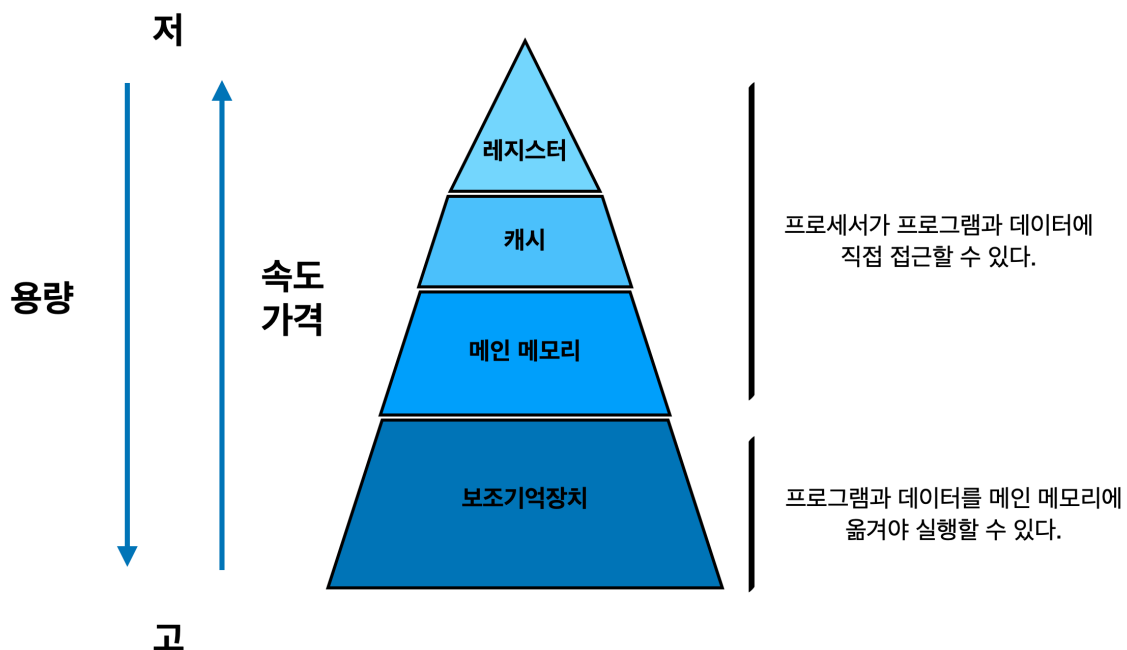 저
용량
속도
가격
고
레지스터
캐시
메인 메모리
보조기억장치
프로세서가 프로그램과 데이터에
직접 접근할 수 있다.
프로그램과 데이터를 메인 메모리에
옮겨야 실행할 수 있다.